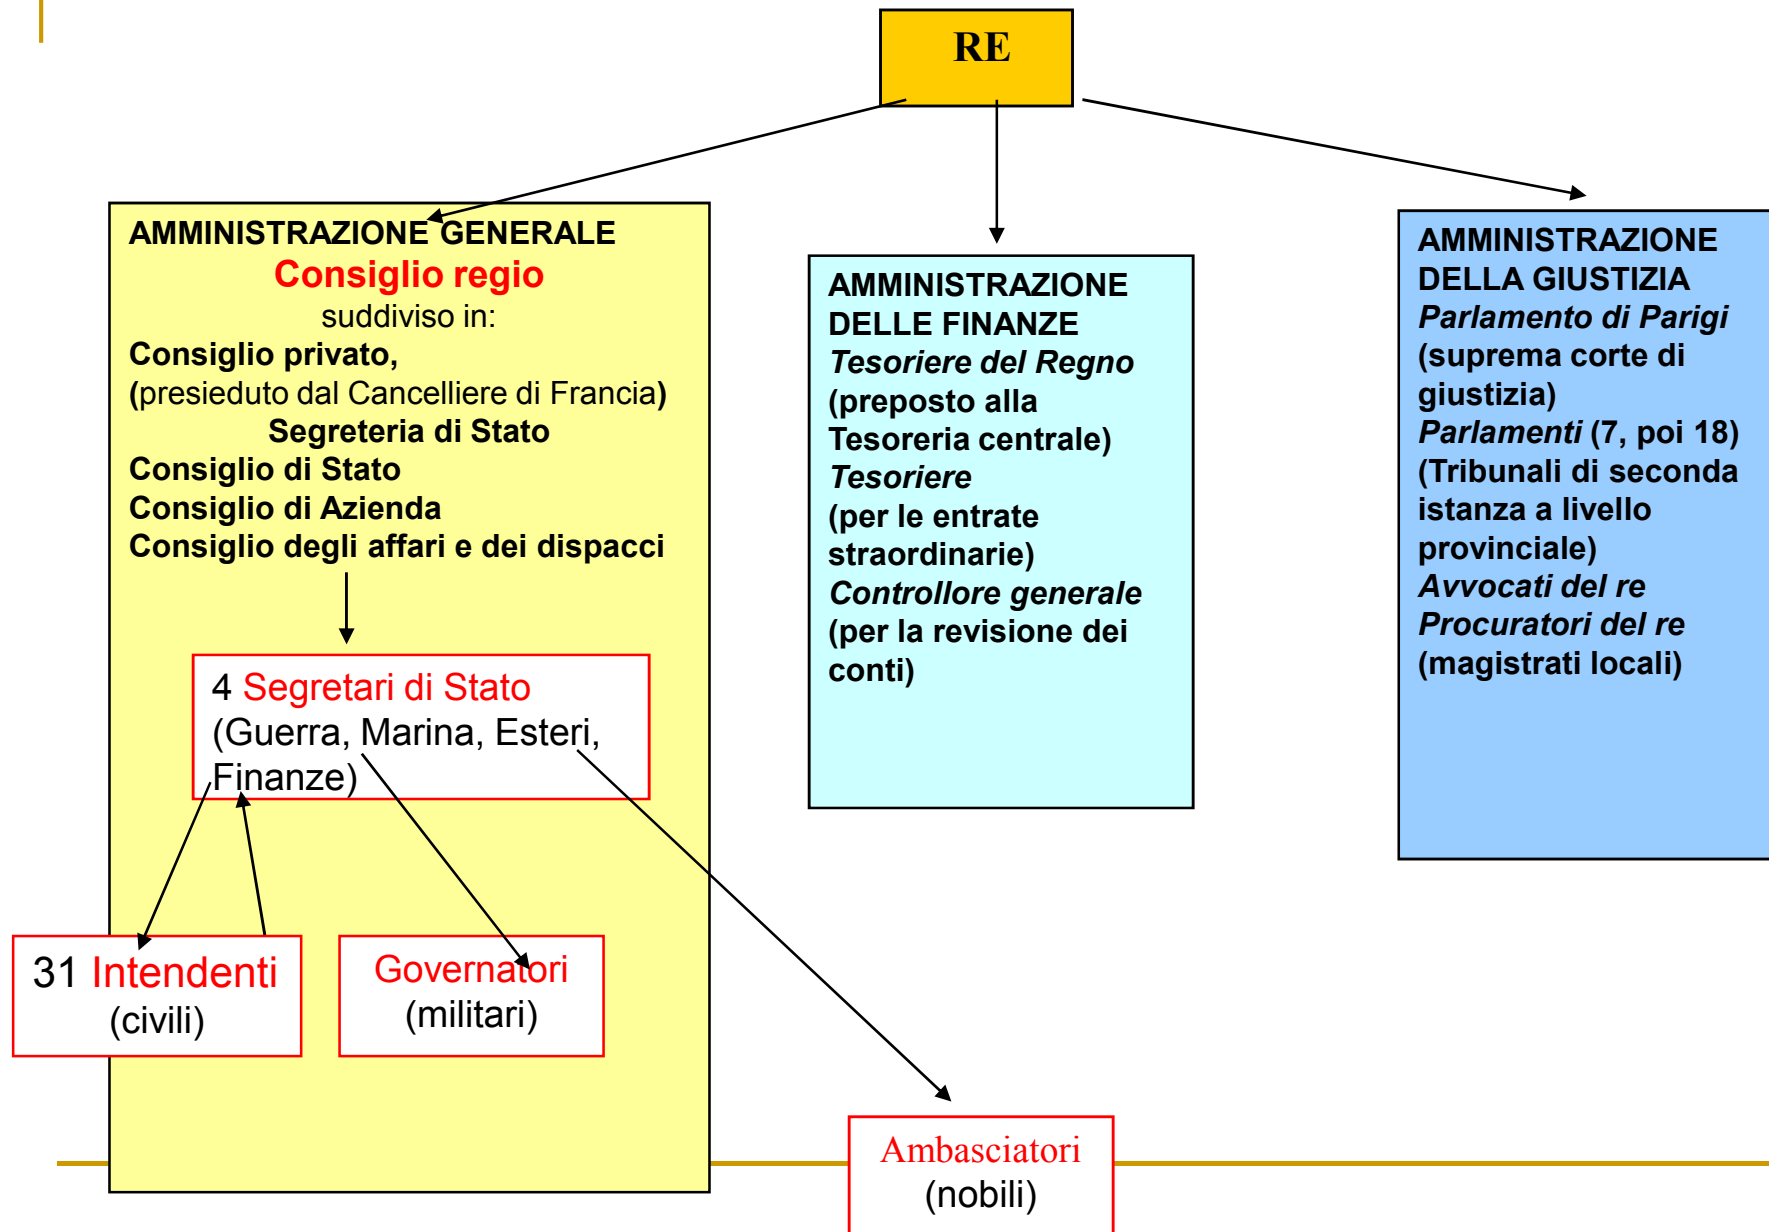 RE
AMMINISTRAZIONE GENERALE
Consiglio regio
suddiviso in:
Consiglio privato,
(presieduto dal Cancelliere di Francia)
Segreteria di Stato
Consiglio di Stato
Consiglio di Azienda
Consiglio degli affari e dei dispacci
4 Segretari di Stato
(Guerra, Marina, Esteri,
Finanze)
31 Intendenti
(civili)
Governatori
(militari)
Ambasciatori
(nobili)
AMMINISTRAZIONE
DELLE FINANZE
Tesoriere del Regno
(preposto alla
Tesoreria centrale)
Tesoriere
(per le entrate
straordinarie)
Controllore generale
(per la revisione dei
conti)
AMMINISTRAZIONE
DELLA GIUSTIZIA
Parlamento di Parigi
(suprema corte di
giustizia)
Parlamenti (7, poi 18)
(Tribunali di seconda
istanza a livello
provinciale)
Avvocati del re
Procuratori del re
(magistrati locali)